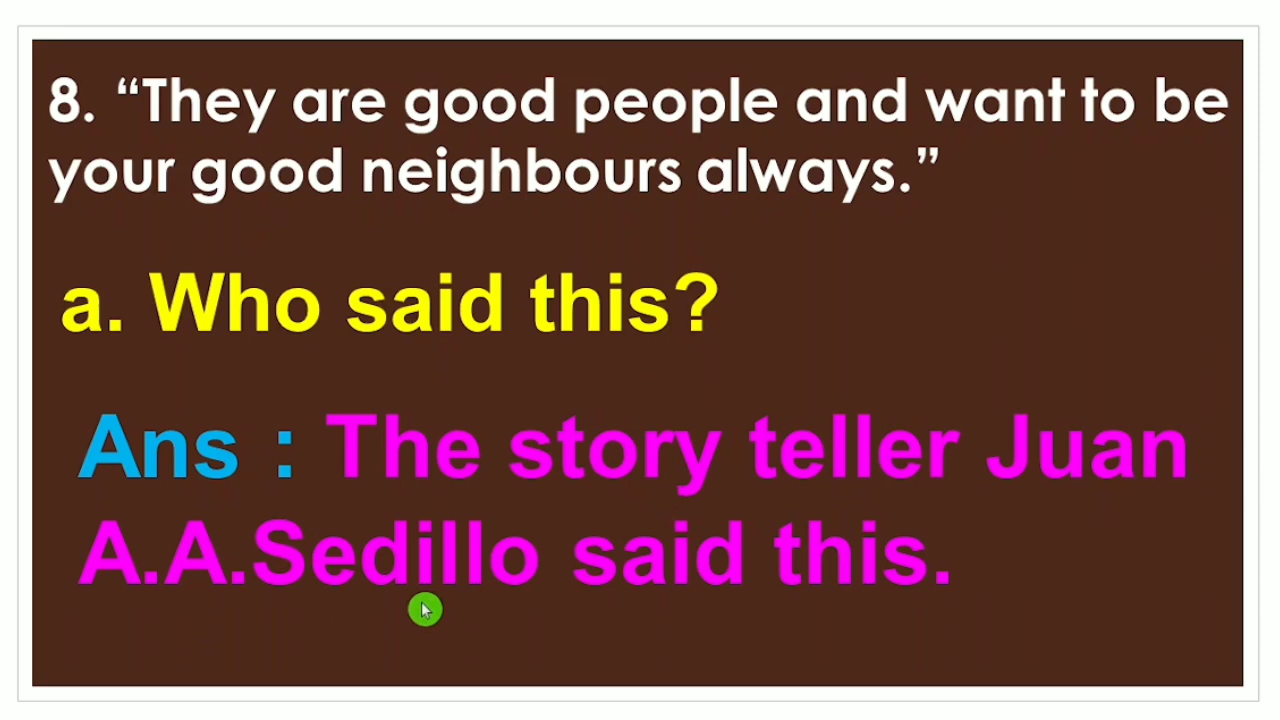 8. “They are good people and want to be
your good neighbours always.”
a. Who said this?
Ans : The story teller Juan
A.A.Sedillo said this.